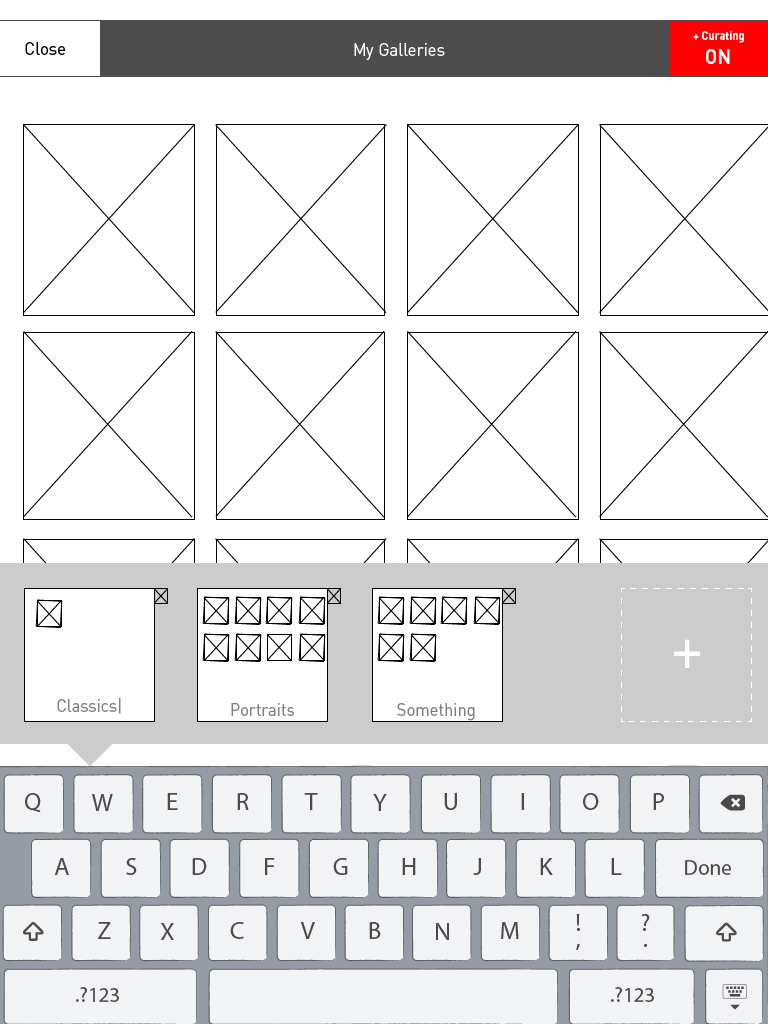 Close
My Galleries
+ Curating
ON
Classics|
Portraits
Something
+
Q W E R T Y U I O P
A S D F G H J K L Done
Z X C V B N M ! , ? .
.?123 .?123